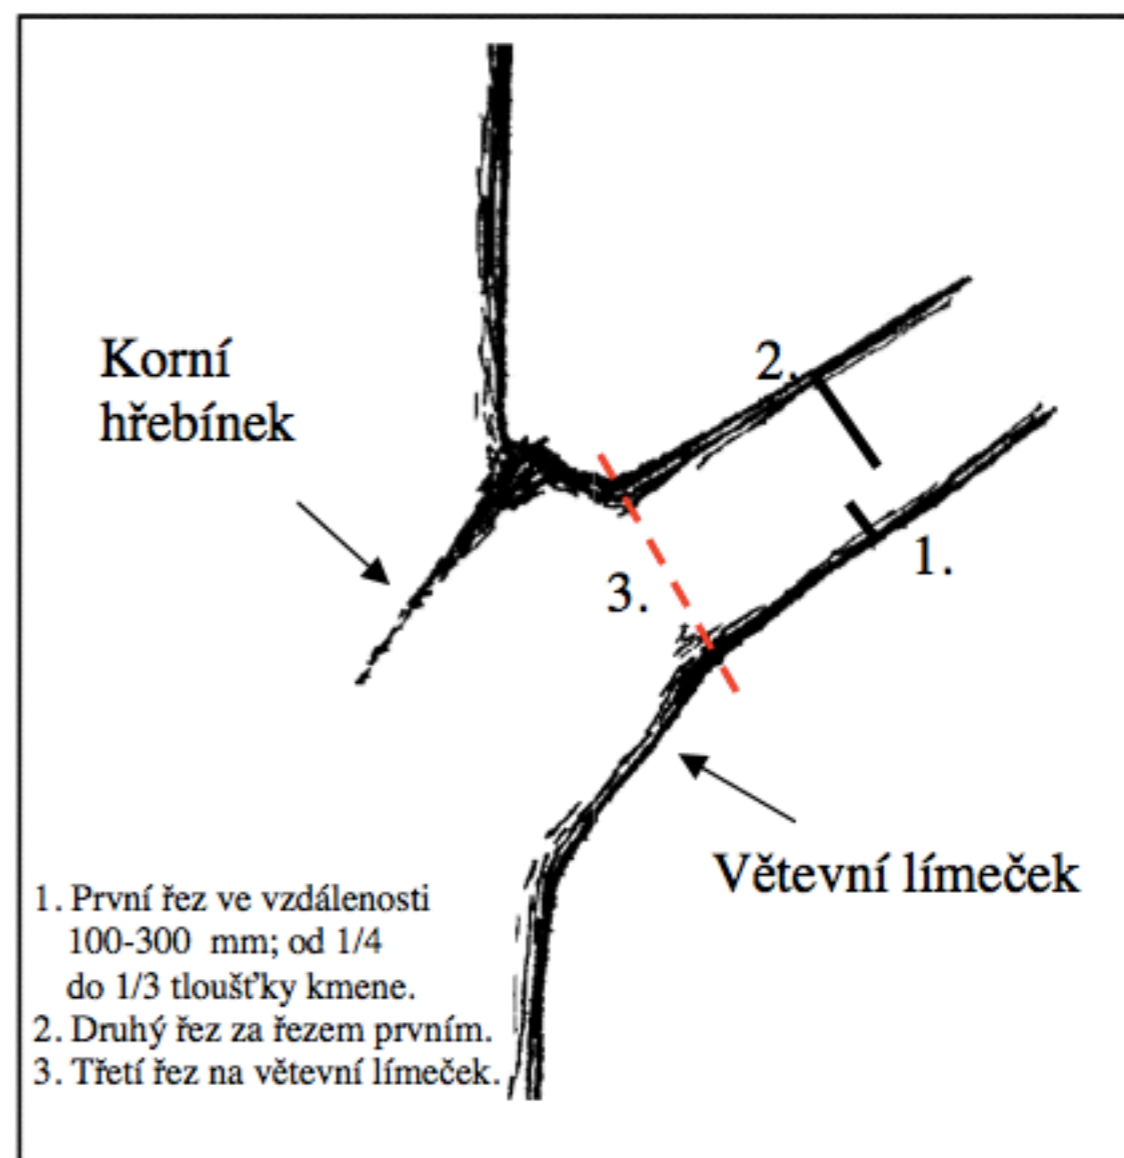 Korní
hřebínek
2.
1.
3.
Větevní límeček
1. První řez ve vzdálenosti
100-300 mm; od 1/4
do 1/3 tloušťky kmene.
2. Druhý řez za řezem prvním.
3. Třetí řez na větevní límeček.